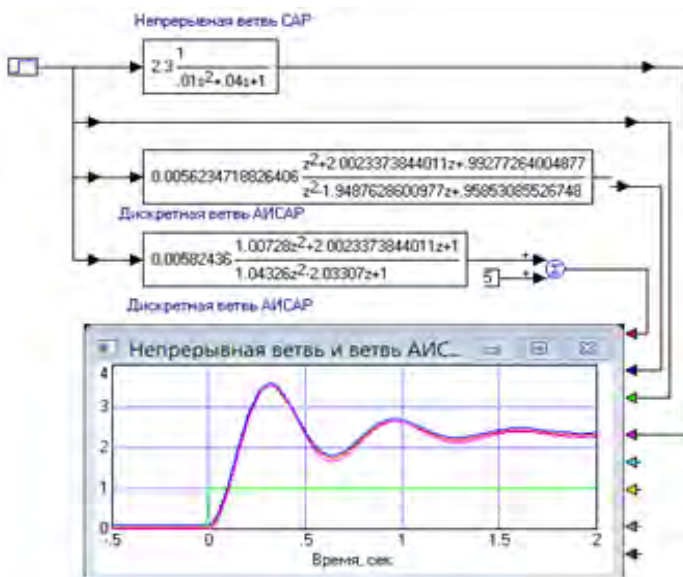 Непрерывная ветвь САР
2.3 1
.01s²+.04s+1
z²+2.0023373844011z+.99277264004877
0.0056234718826406
z²-1.9487628600977z+.95853085526748
Дискретная ветвь АИСАР
1.00728z²+2.0023373844011z+1
0.00582436
1.04326z²-2.03307z+1
+
5 +
Σ
Дискретная ветвь АИСАР
Непрерывная ветвь и ветвь АИС...
4
3
2
1
0
-.5 0 .5 1 1.5 2
Время, сек